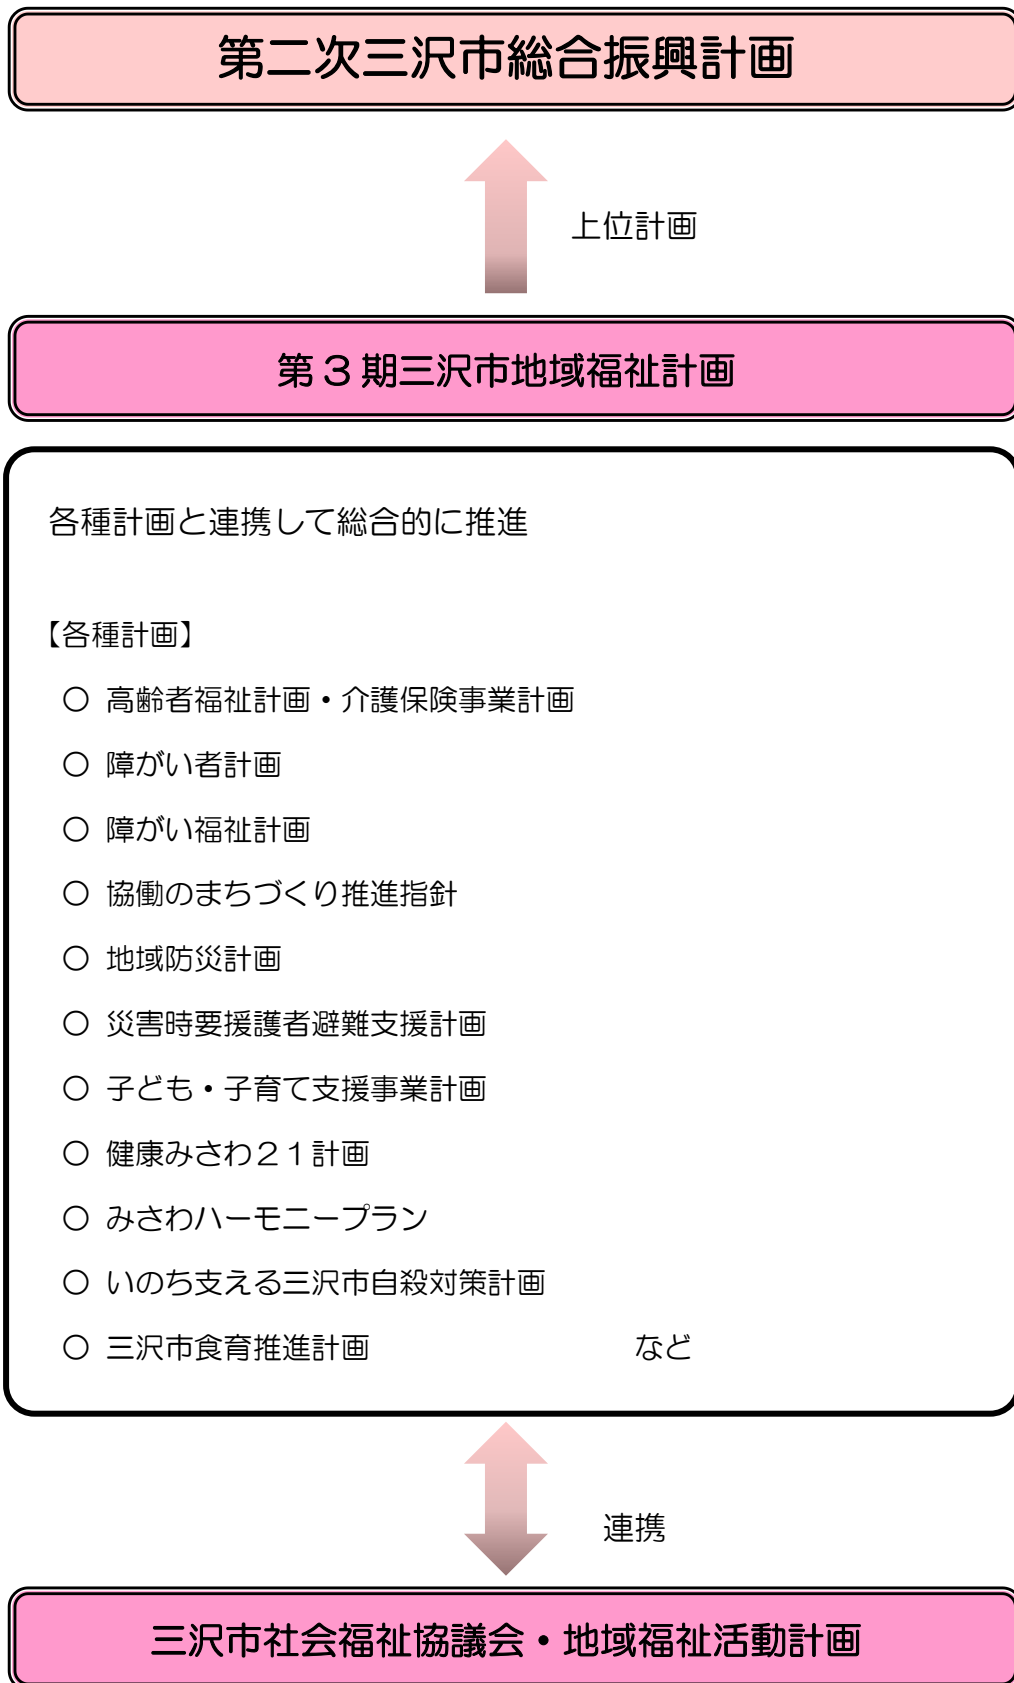 第二次三沢市総合振興計画
上位計画
第３期三沢市地域福祉計画
各種計画と連携して総合的に推進
【各種計画】
○ 高齢者福祉計画・介護保険事業計画
○ 障がい者計画
○ 障がい福祉計画
○ 協働のまちづくり推進指針
○ 地域防災計画
○ 災害時要援護者避難支援計画
○ 子ども・子育て支援事業計画
○ 健康みさわ２１計画
○ みさわハーモニープラン
○ いのち支える三沢市自殺対策計画
○ 三沢市食育推進計画　　　　　　　　　など
連携
三沢市社会福祉協議会・地域福祉活動計画